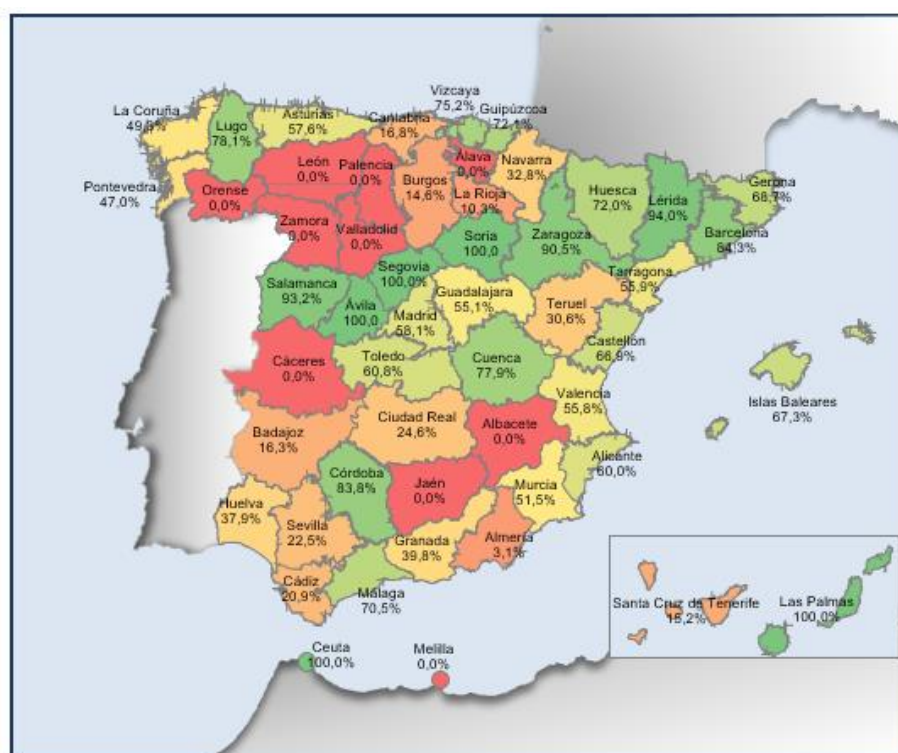 Vizcaya
75,2%
Guipúzcoa
72,1%
La Coruña
49,3%
Lugo
78,1%
Asturias
57,6%
Cantabria
16,8%
León
0,0%
Palencia
0,0%
Burgos
14,6%
Álava
0,0%
Navarra
32,8%
La Rioja
10,3%
Huesca
72,0%
Lérida
94,0%
Gerona
68,7%
Pontevedra
47,0%
Orense
0,0%
Zamora
0,0%
Valladolid
0,0%
Soria
100,0
Zaragoza
90,5%
Barcelona
84,3%
Segovia
100,0%
Salamanca
93,2%
Ávila
100,0
Madrid
58,1%
Guadalajara
55,1%
Teruel
30,6%
Tarragona
55,9%
Castellón
66,9%
Cáceres
0,0%
Toledo
60,8%
Cuenca
77,9%
Valencia
55,8%
Islas Baleares
67,3%
Badajoz
16,3%
Ciudad Real
24,6%
Albacete
0,0%
Alicante
60,0%
Córdoba
83,8%
Jaén
0,0%
Murcia
51,5%
Huelva
37,9%
Sevilla
22,5%
Granada
39,8%
Almería
3,1%
Cádiz
20,9%
Málaga
70,5%
Santa Cruz de Tenerife
15,2%
Las Palmas
100,0%
Ceuta
100,0%
Melilla
0,0%